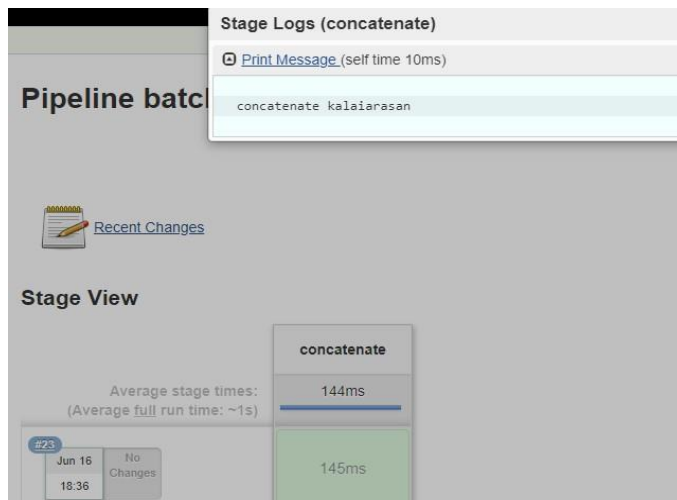 Stage Logs (concatenate)
Print Message (self time 10ms)
concatenate kalaiarasan
Pipeline batc
Recent Changes
Stage View
concatenate
Average stage times:
144ms
(Average full run time: ~1s)
#23
Jun 16
No
Changes
18:36
145ms